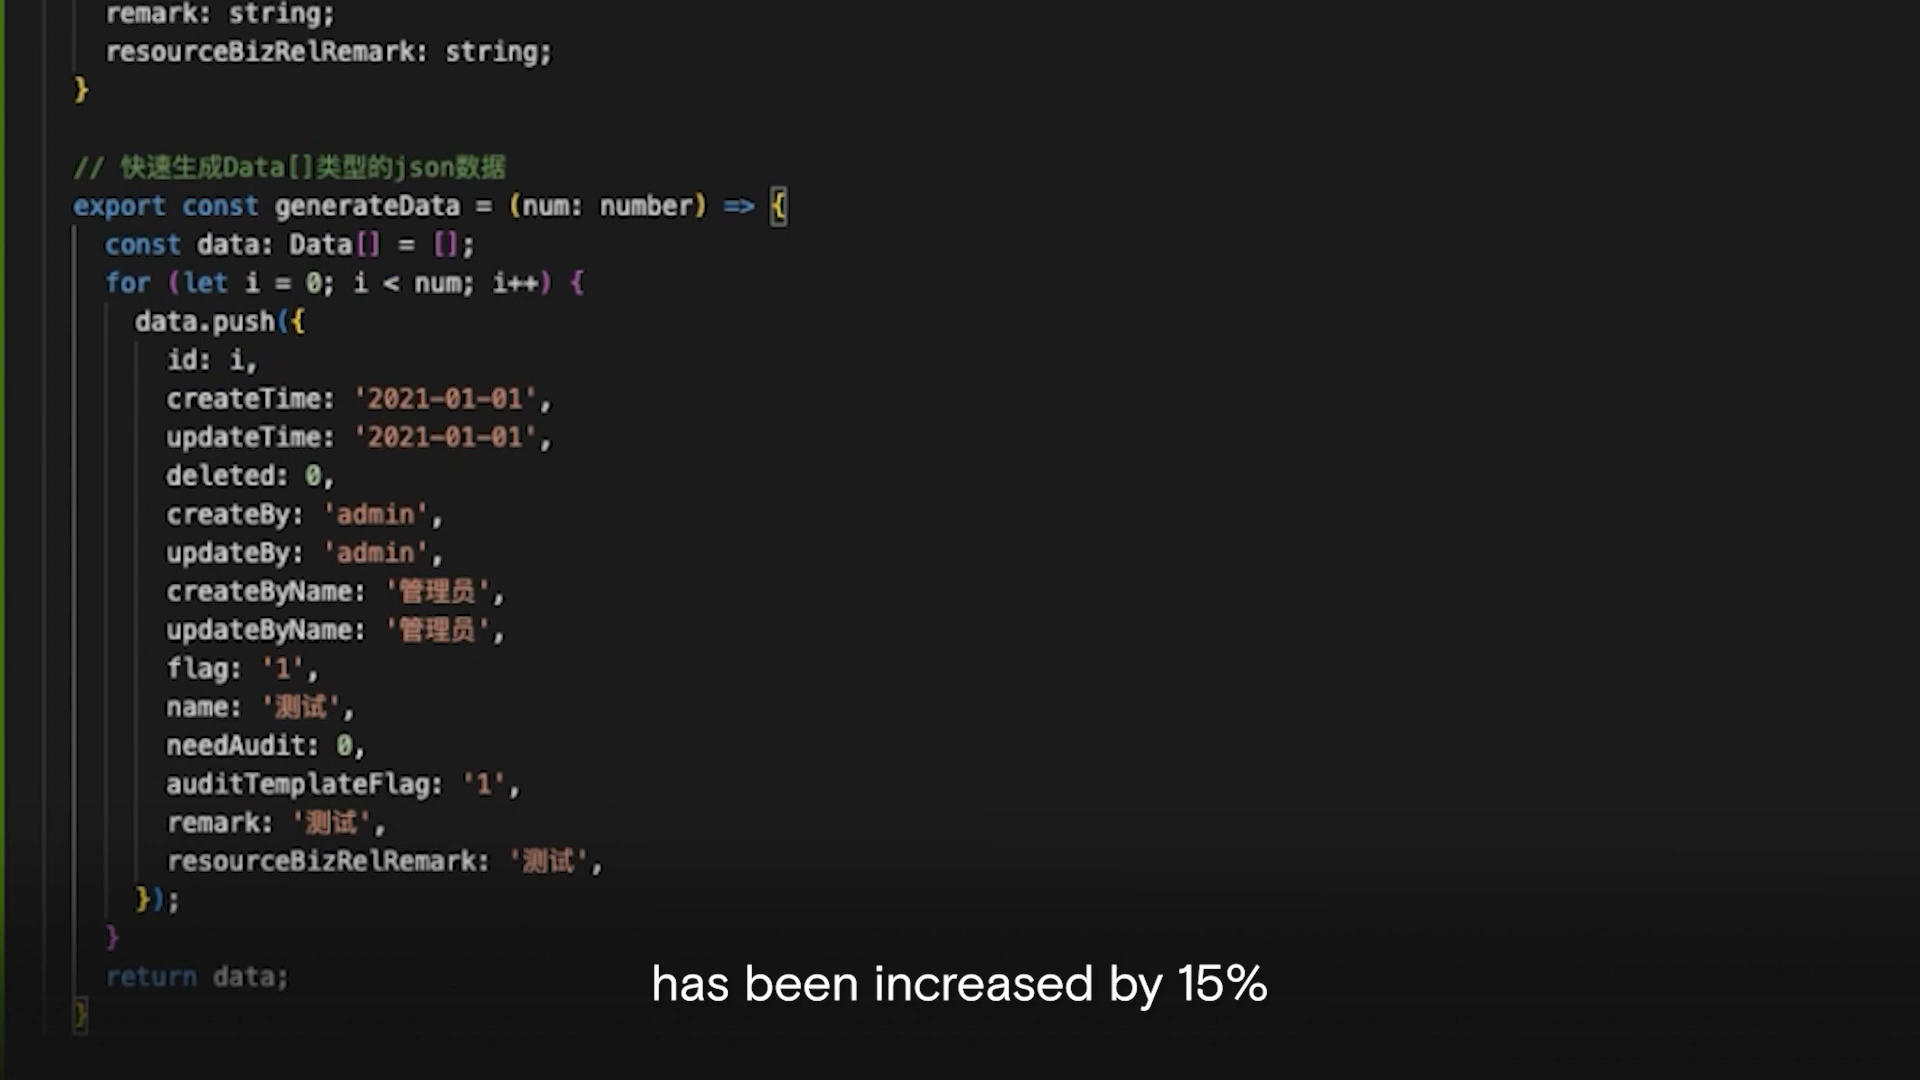 remark: string;
resourceBizRelRemark: string;
}
// 快速生成Data[]类型的json数据
export const generateData = (num: number) => {
const data: Data[] = [];
for (let i = 0; i < num; i++) {
data.push({
id: i,
createTime: '2021-01-01',
updateTime: '2021-01-01',
deleted: 0,
createBy: 'admin',
updateBy: 'admin',
createByName: '管理员',
updateByName: '管理员',
flag: '1',
name: '测试',
needAudit: 0,
auditTemplateFlag: '1',
remark: '测试',
resourceBizRelRemark: '测试',
});
}
return data;
}
has been increased by 15%